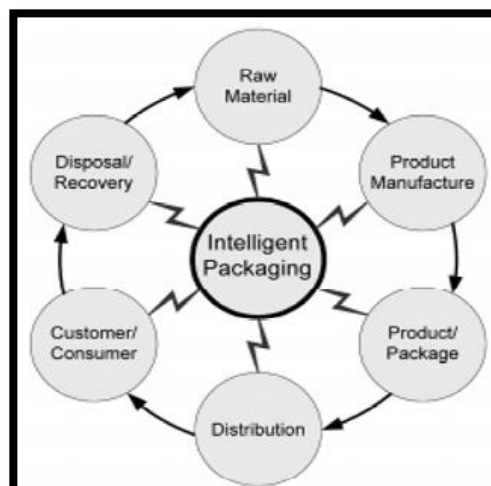 Raw
Material
Product
Manufacture
Product/
Package
Distribution
Customer/
Consumer
Disposal/
Recovery
Intelligent
Packaging